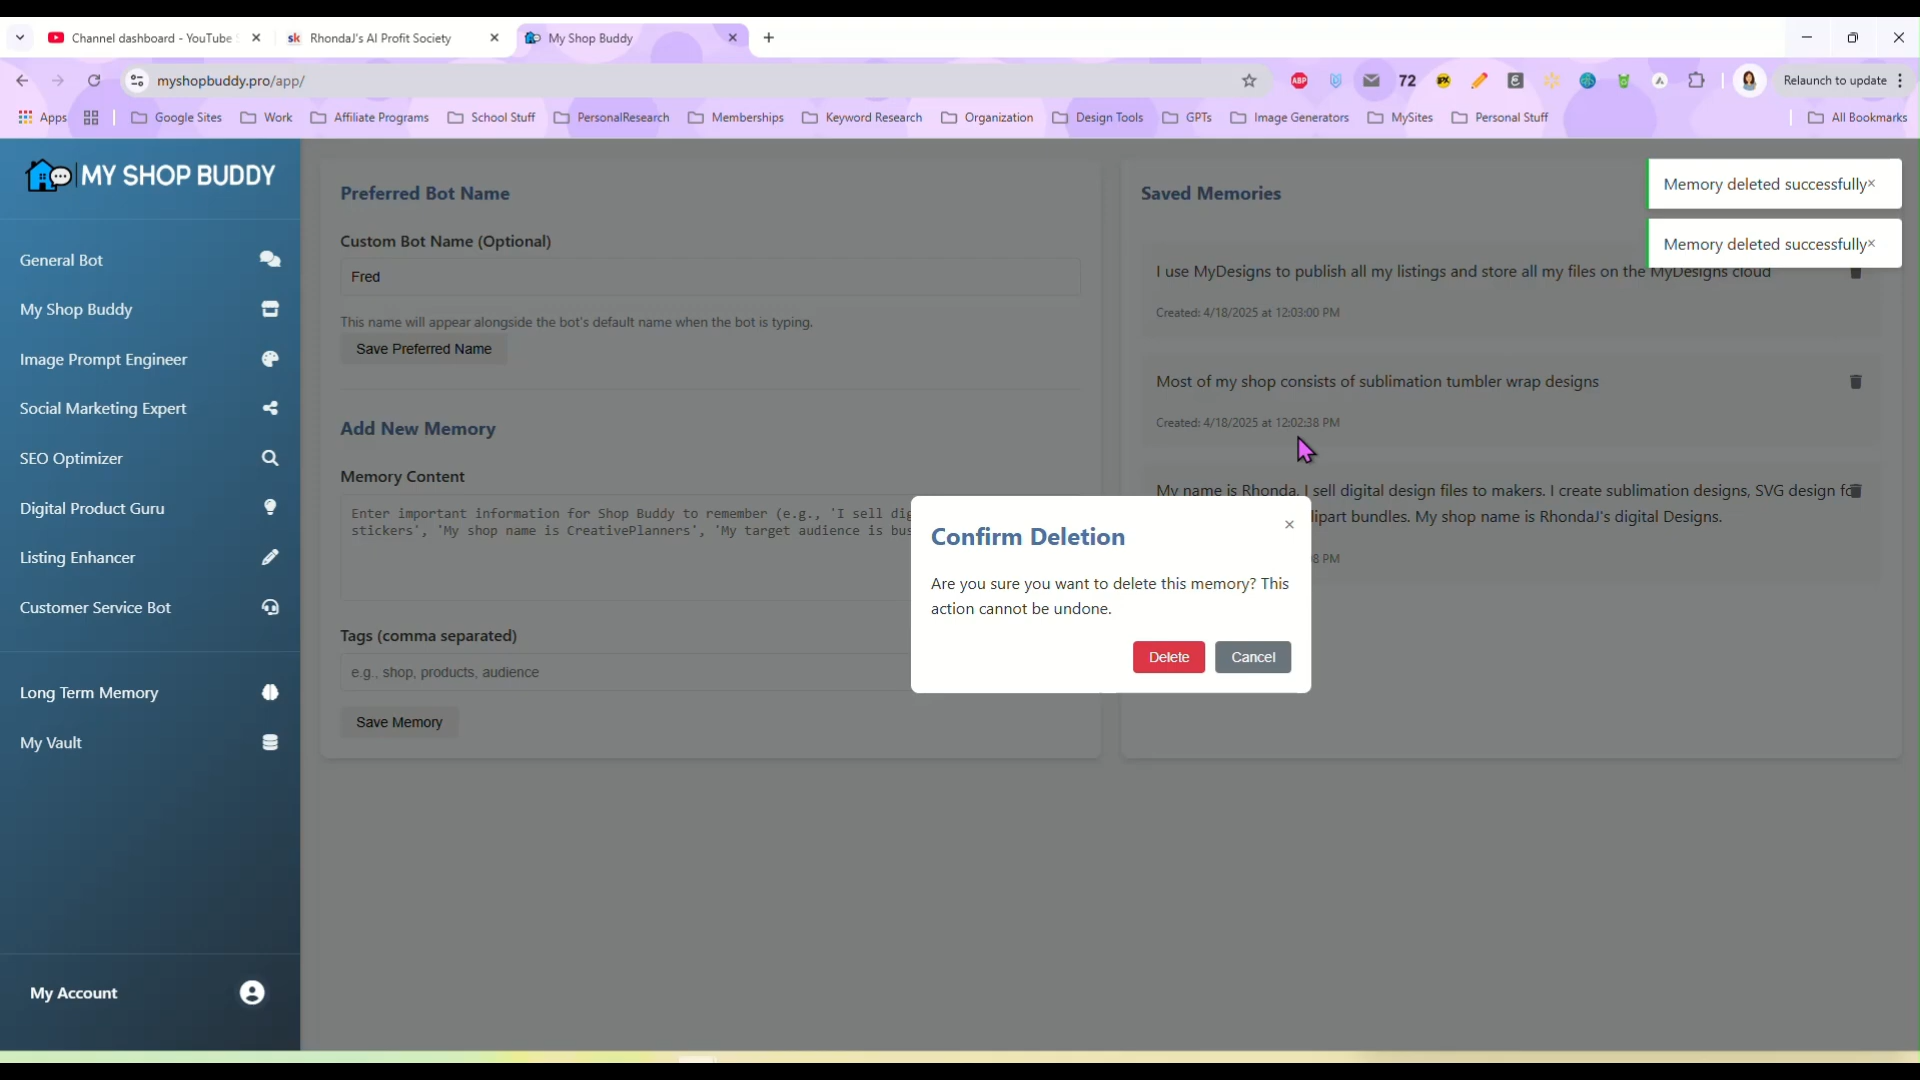 Channel dashboard - YouTube S
RhondaJ's AI Profit Society
My Shop Buddy
myshopbuddy.pro/app/
ABP
72
Relaunch to update
Apps
Google Sites
Work
Affiliate Programs
School Stuff
PersonalResearch
Memberships
Keyword Research
Organization
Design Tools
GPTs
Image Generators
MySites
Personal Stuff
All Bookmarks
MY SHOP BUDDY
General Bot
My Shop Buddy
Image Prompt Engineer
Social Marketing Expert
SEO Optimizer
Digital Product Guru
Listing Enhancer
Customer Service Bot
Long Term Memory
My Vault
My Account
Preferred Bot Name
Custom Bot Name (Optional)
Fred
This name will appear alongside the bot's default name when the bot is typing.
Save Preferred Name
Add New Memory
Memory Content
Enter important information for Shop Buddy to remember (e.g., 'I sell dig
stickers', 'My shop name is CreativePlanners', 'My target audience is bus
Tags (comma separated)
e.g., shop, products, audience
Save Memory
Saved Memories
Memory deleted successfully×
Memory deleted successfully×
I use MyDesigns to publish all my listings and store all my files on the MyDesigns cloud
Created: 4/18/2025 at 12:03:00 PM
Most of my shop consists of sublimation tumbler wrap designs
Created: 4/18/2025 at 12:02:38 PM
My name is Rhonda. I sell digital design files to makers. I create sublimation designs, SVG design fo
lipart bundles. My shop name is RhondaJ's digital Designs.
8 PM
Confirm Deletion
×
Are you sure you want to delete this memory? This
action cannot be undone.
Delete
Cancel